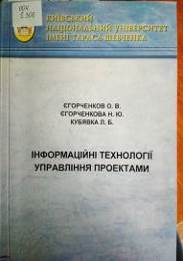 КИЇВСЬКИЙ
НАЦІОНАЛЬНИЙ УНІВЕРСИТЕТ
ІМЕНІ ТАРАСА ШЕВЧЕНКА
ЄГОРЧЕНКОВ О. В.
ЄГОРЧЕНКОВА Н. Ю.
КУБЯВКА Л. Б.
ІНФОРМАЦІЙНІ ТЕХНОЛОГІЇ
УПРАВЛІННЯ ПРОЕКТАМИ